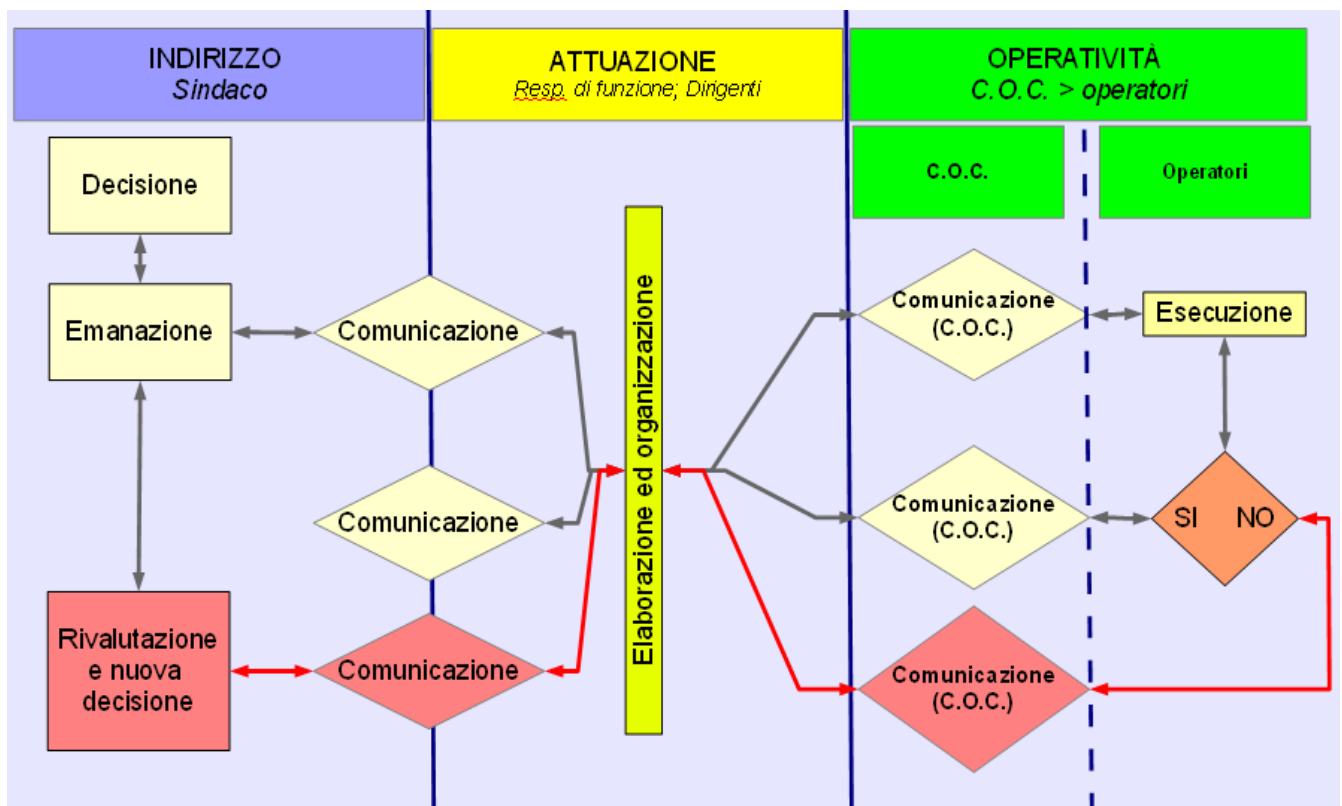 INDIRIZZO
Sindaco
ATTUAZIONE
Resp. di funzione; Dirigenti
OPERATIVITÀ
C.O.C. > operatori
C.O.C.
Operatori
Decisione
Emanazione
Comunicazione
Comunicazione
Rivalutazione
e nuova
decisione
Comunicazione
Elaborazione ed organizzazione
Comunicazione
(C.O.C.)
Esecuzione
Comunicazione
(C.O.C.)
SI NO
Comunicazione
(C.O.C.)